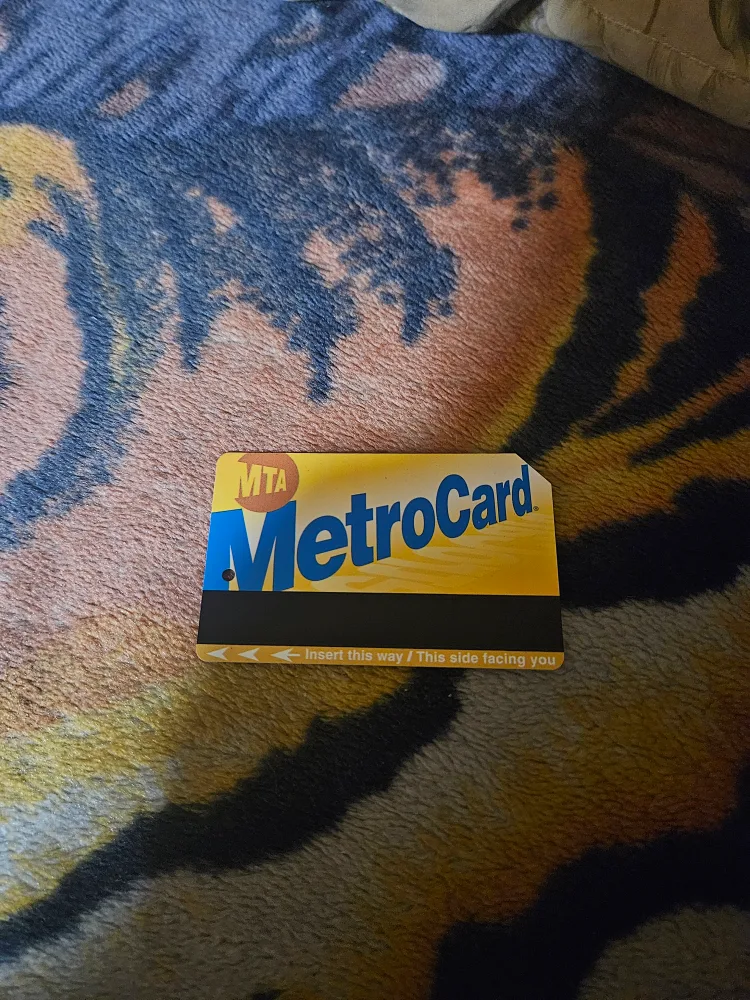 MTA
MetroCard®
Insert this way / This side facing you